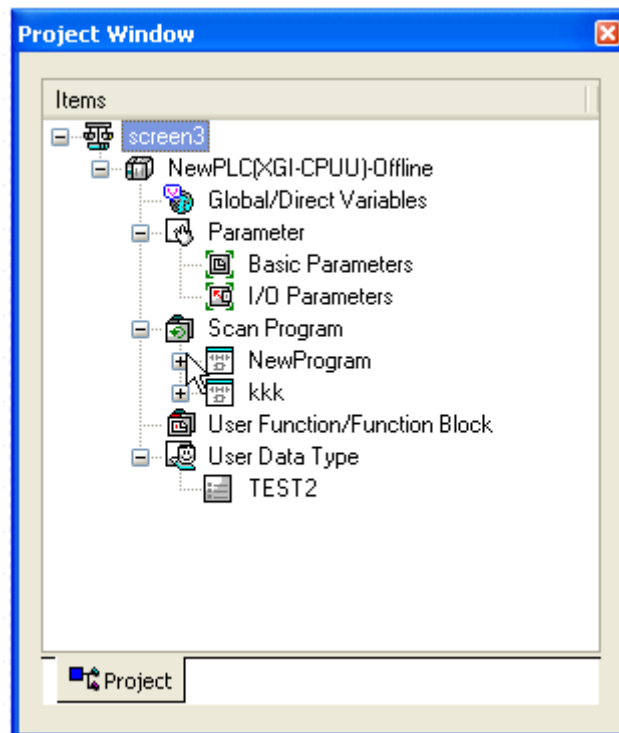 Project Window
Items
screen3
NewPLC(XGI-CPUU)-Offline
Global/Direct Variables
Parameter
Basic Parameters
I/O Parameters
Scan Program
NewProgram
kkk
User Function/Function Block
User Data Type
TEST2
Project